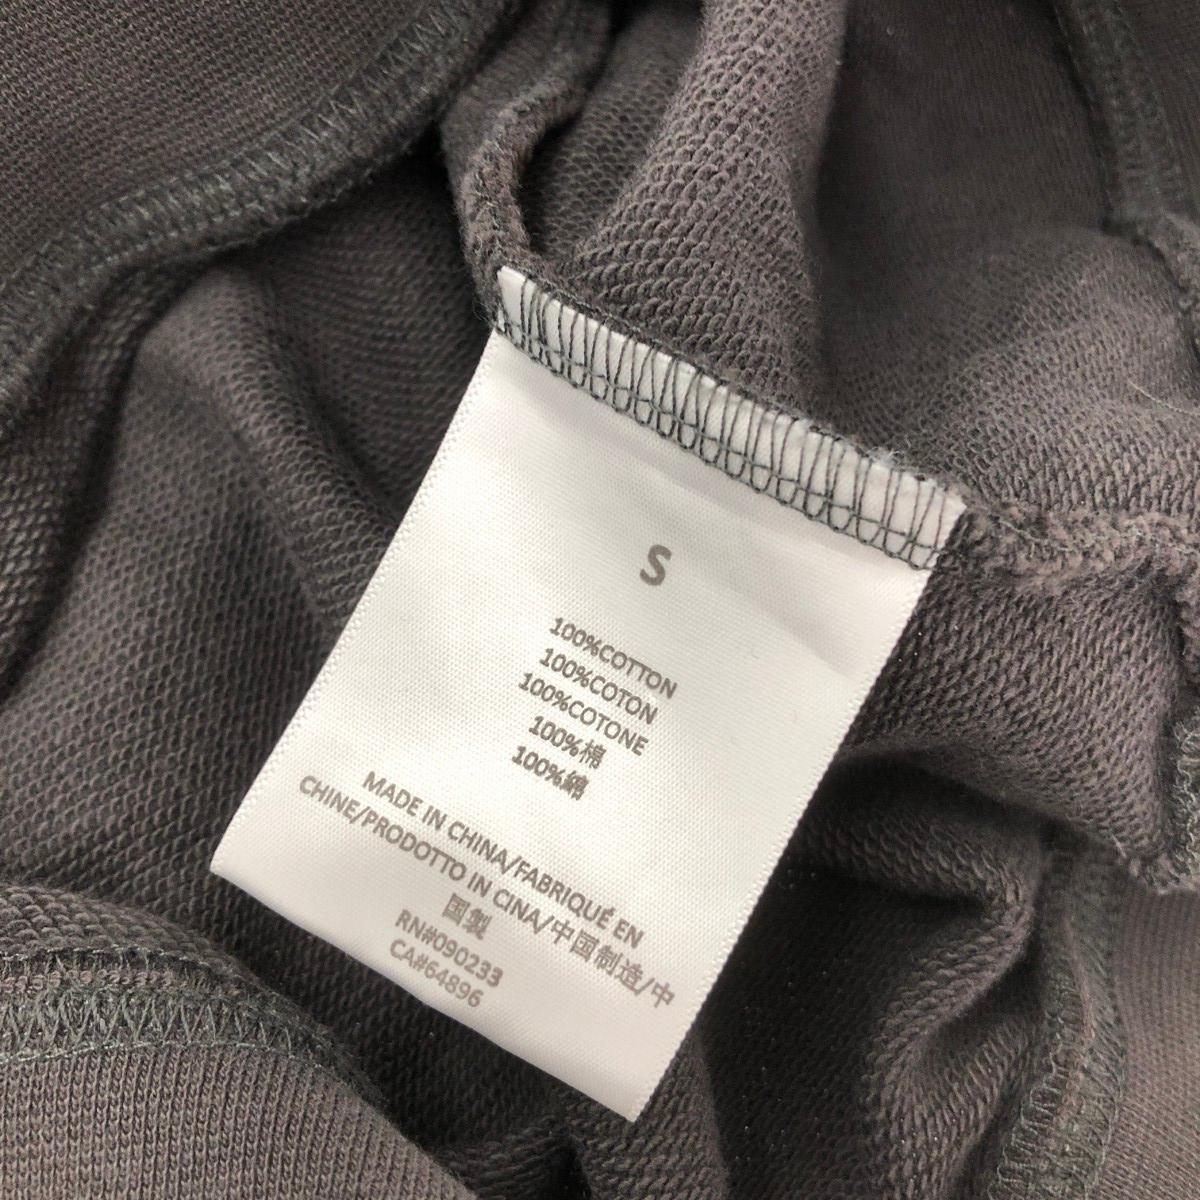 S
100%COTTON
100%COTON
100%COTONE
100%棉
100%綿
MADE IN CHINA/FABRIQUÉ EN
CHINE/PRODOTTO IN CINA/中国制造/中
国製
RN#090233
CA#64896